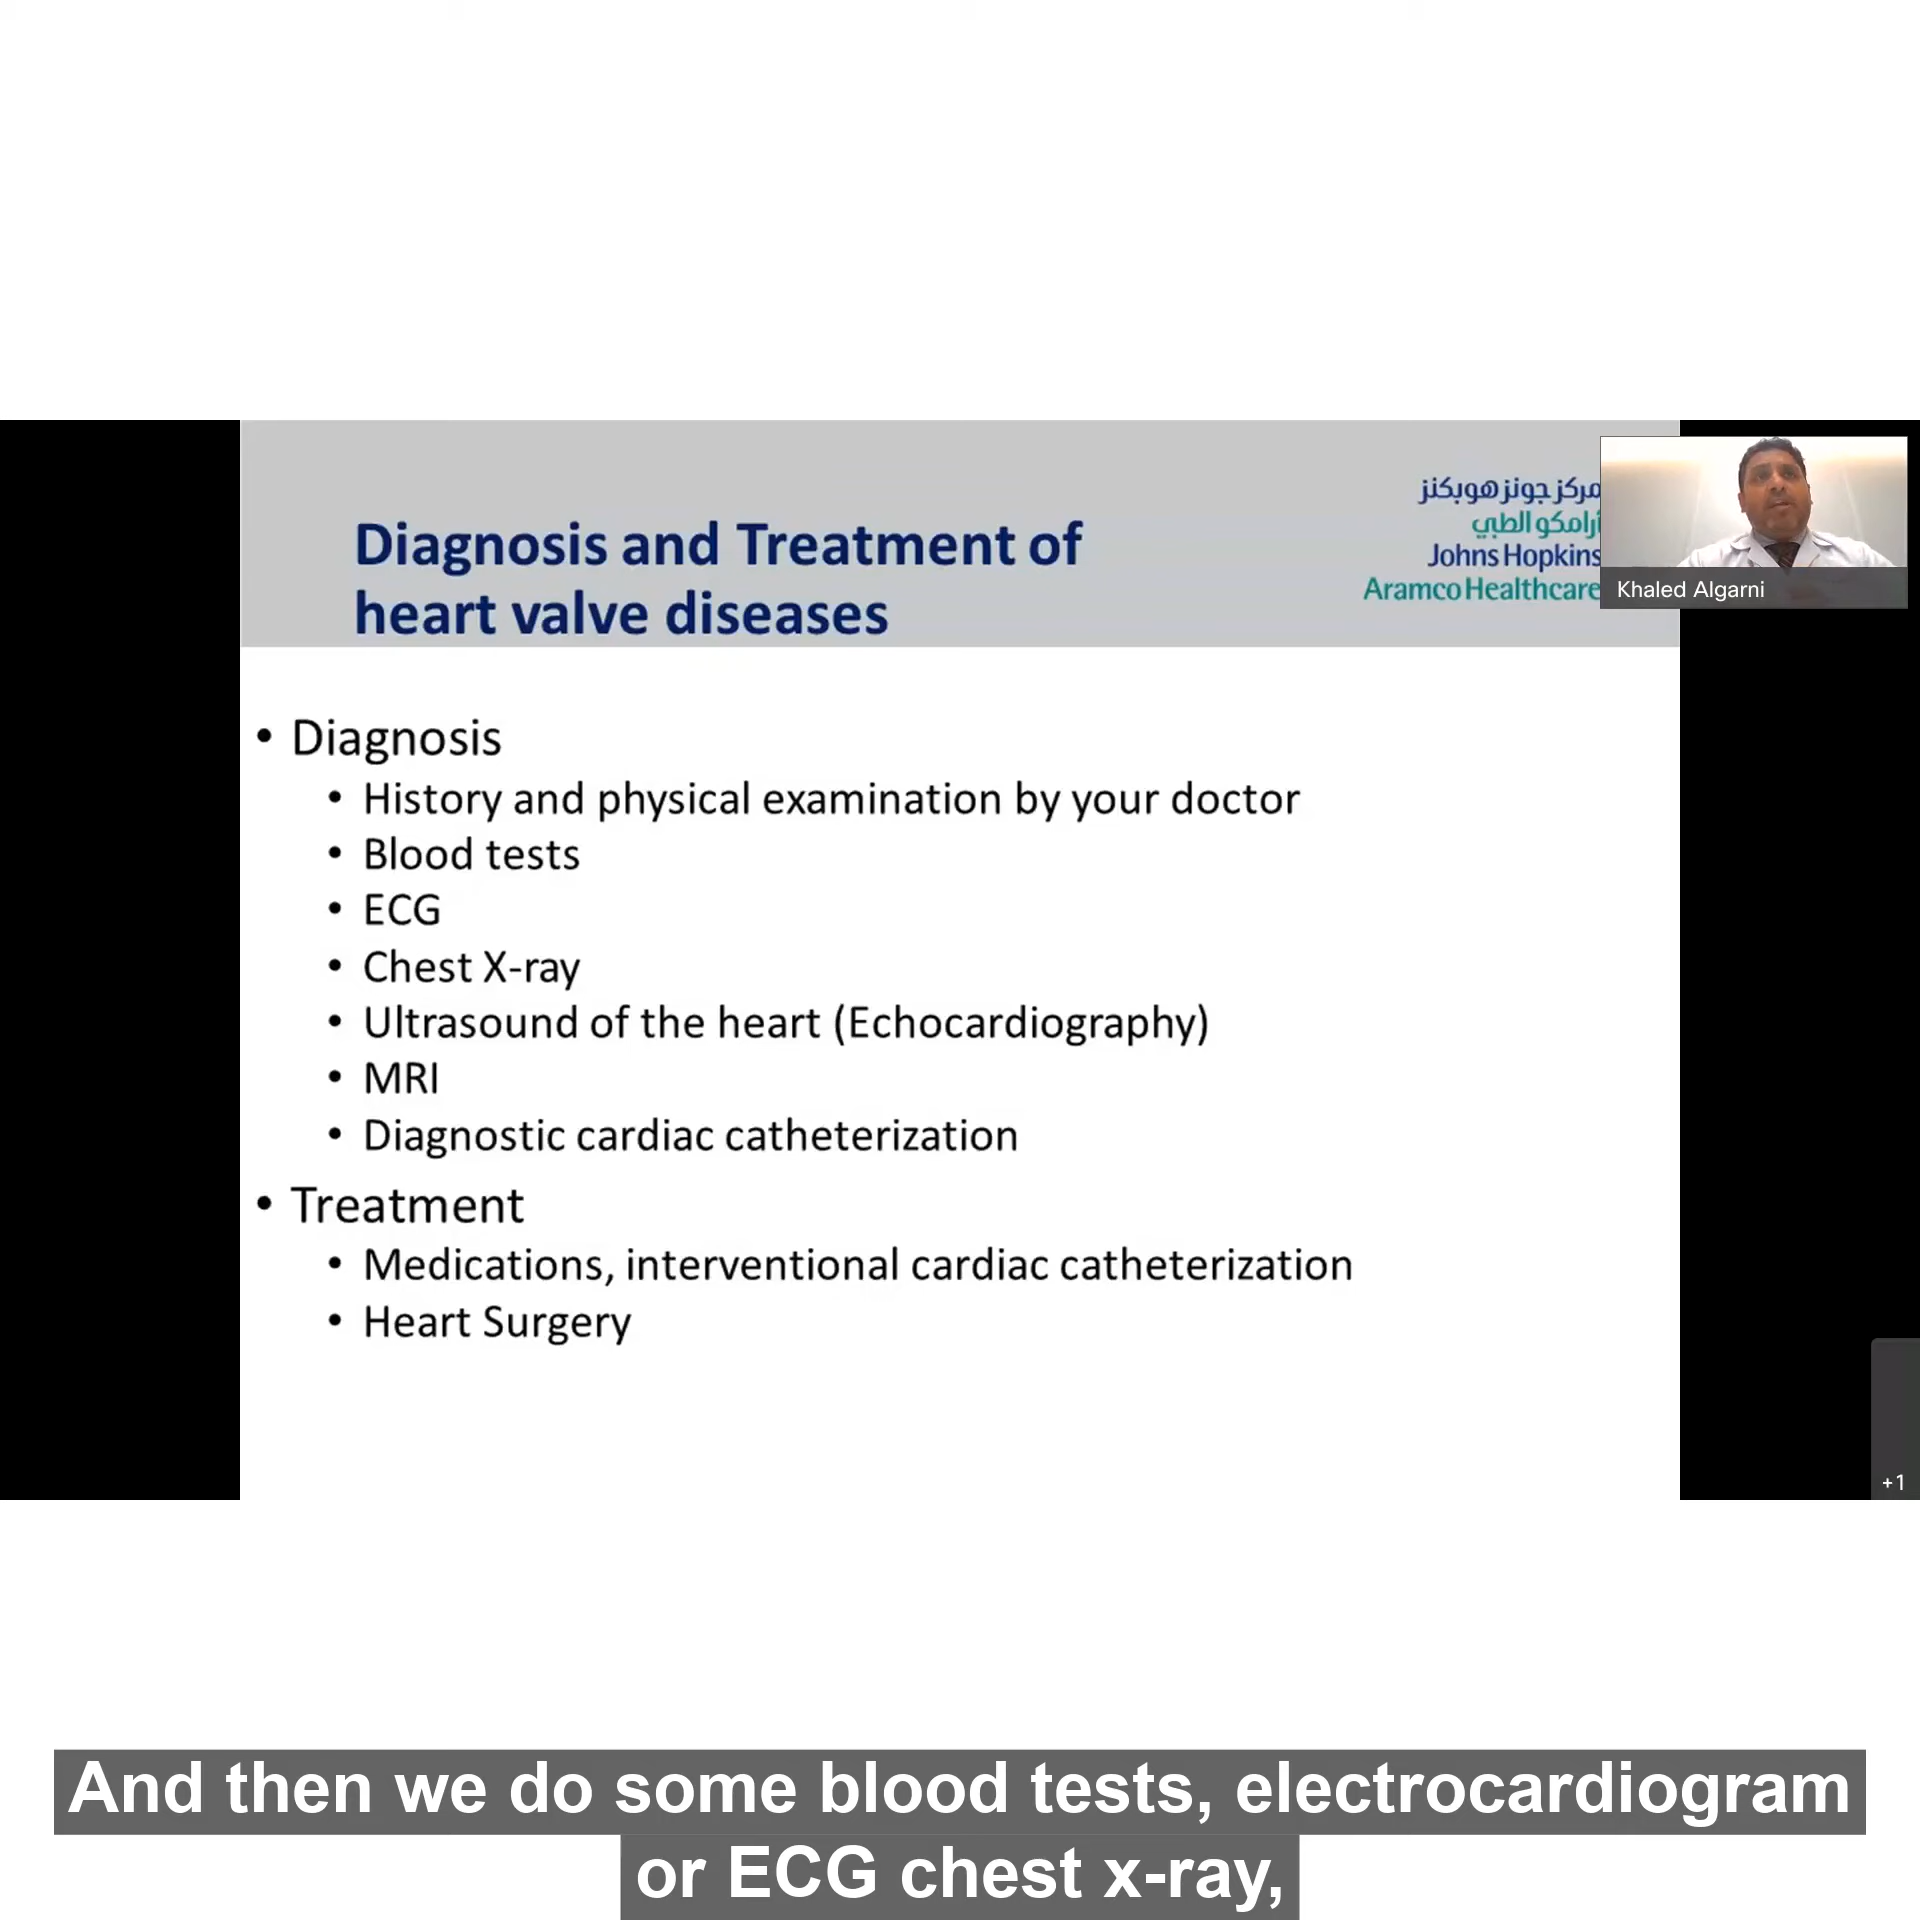 Diagnosis and Treatment of
heart valve diseases
مركز جونز هوبكنز
أرامكو الطبي
Johns Hopkins
Aramco Healthcare
Khaled Algarni
• Diagnosis
• History and physical examination by your doctor
• Blood tests
• ECG
• Chest X-ray
• Ultrasound of the heart (Echocardiography)
• MRI
• Diagnostic cardiac catheterization
• Treatment
• Medications, interventional cardiac catheterization
• Heart Surgery
+1
And then we do some blood tests, electrocardiogram
or ECG chest x-ray,